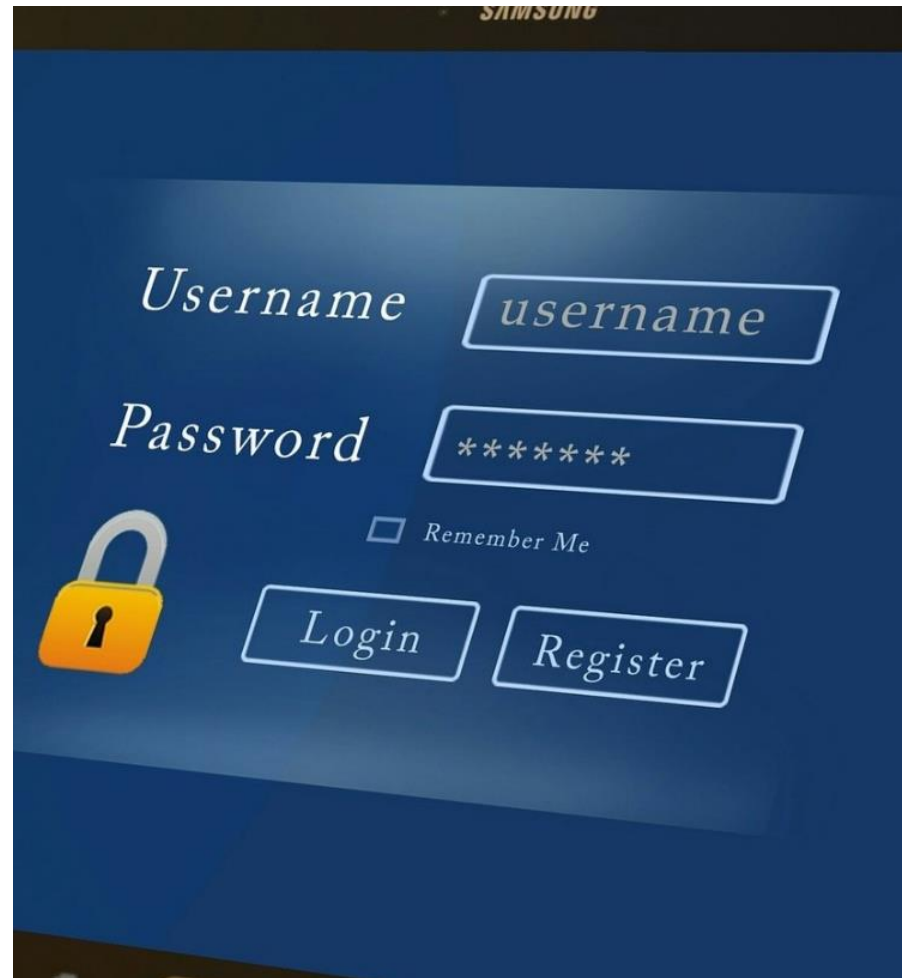 SAMSUNG
Username username
Password *******
Remember Me
Login Register